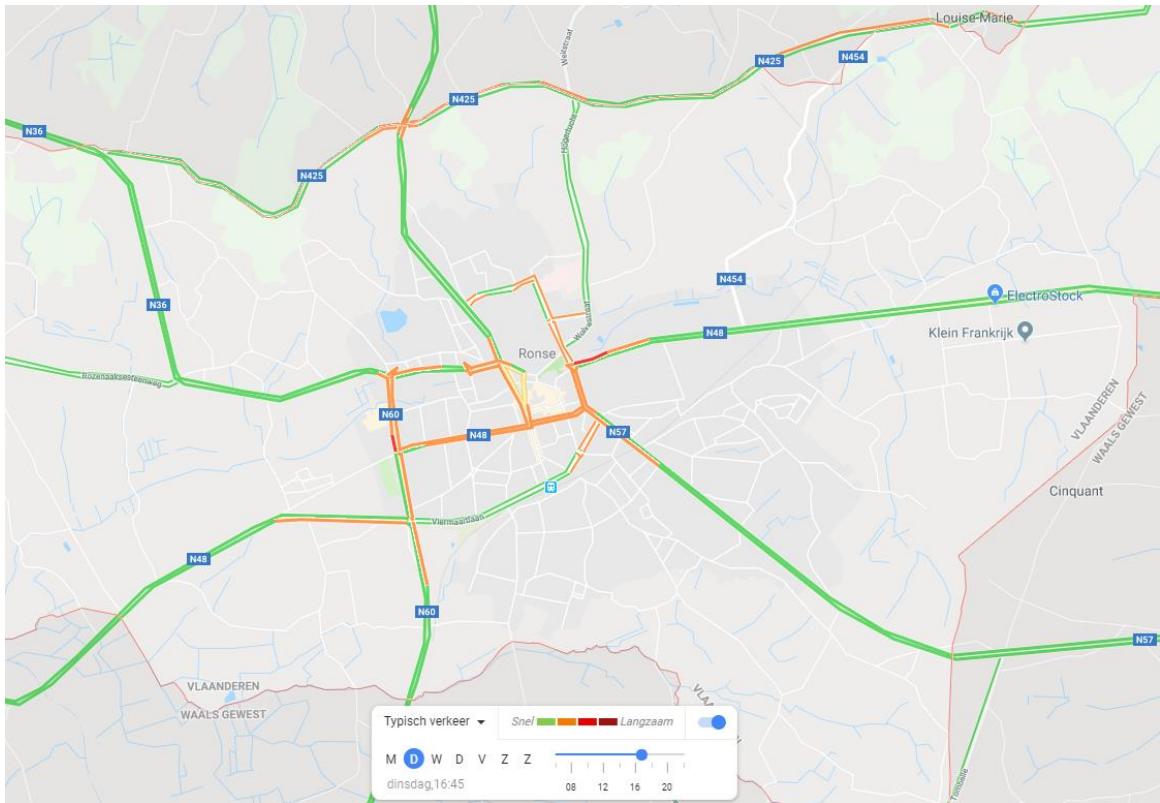 Louise-Marie
N454
N425
N425
N36
N425
Hogerlucht
N454
N36
ElectroStock
N48
Klein Frankrijk
Ronse
Rozenaaksesteenweg
N60
N48
N57
VLAANDEREN
WAALS GEWEST
Cinquant
Viermaartlaan
N48
N60
N57
VLAANDEREN
WAALS GEWEST
Typisch verkeer
Snel
Langzaam
M D W D V Z Z
dinsdag,16:45
08 12 16 20